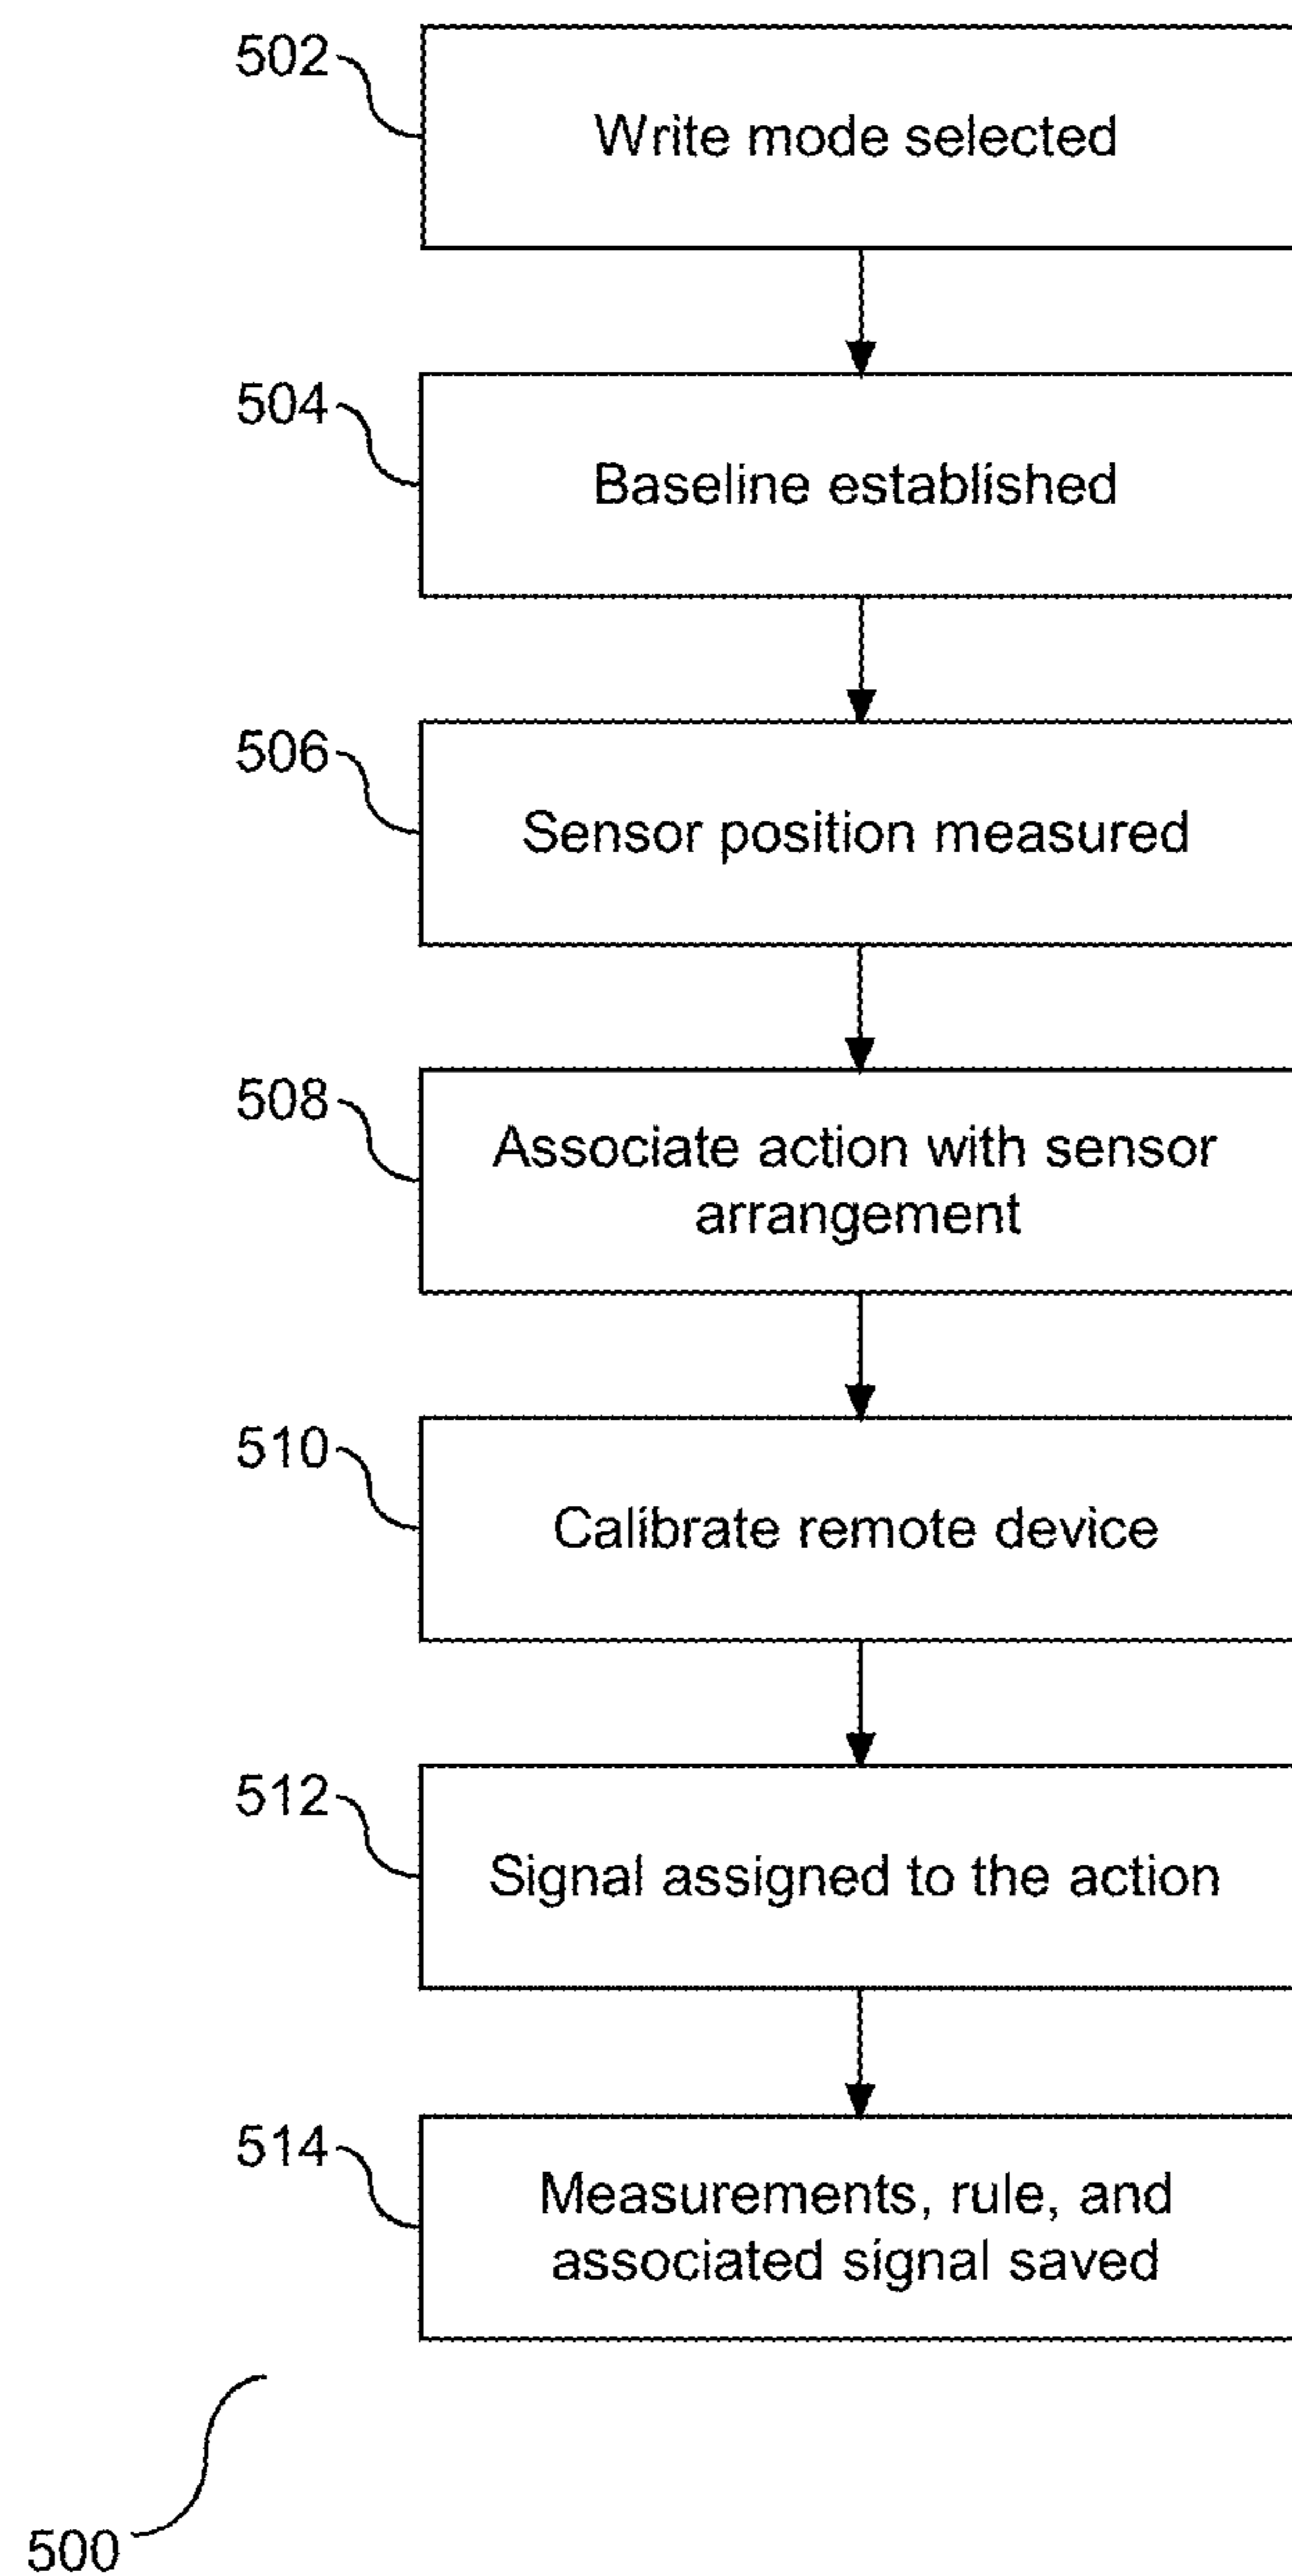 502
Write mode selected
504
Baseline established
506
Sensor position measured
508
Associate action with sensor
arrangement
510
Calibrate remote device
512
Signal assigned to the action
514
Measurements, rule, and
associated signal saved
500